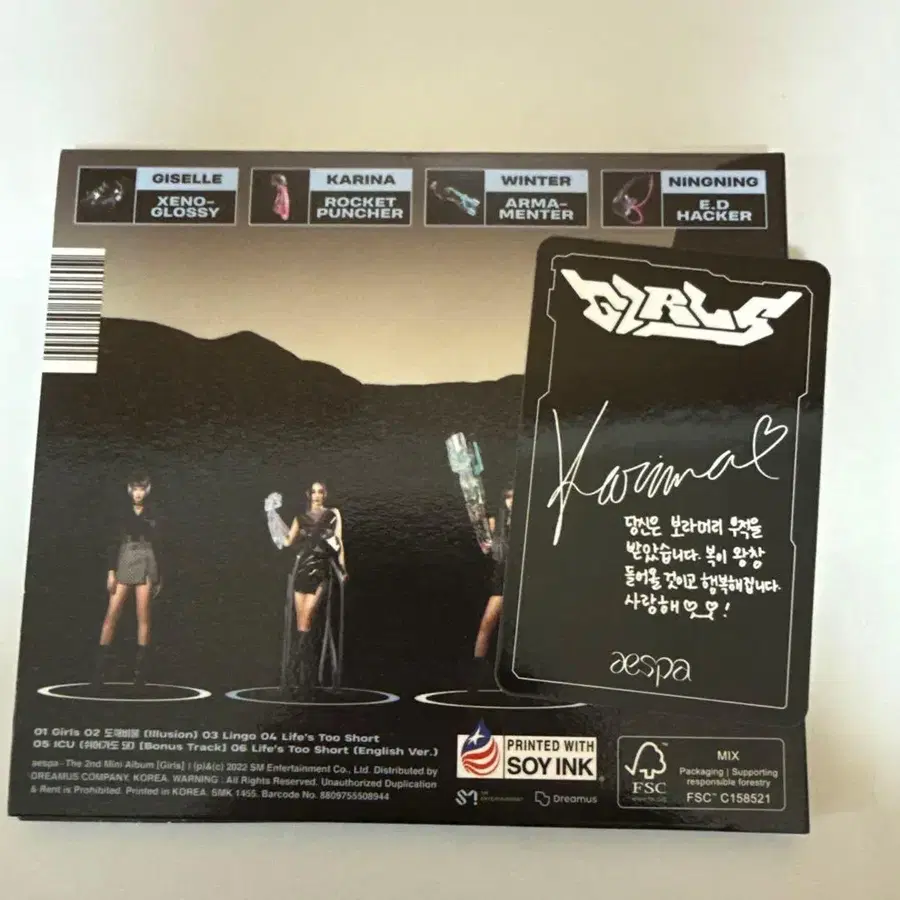 GISELLE
XENO-
GLOSSY
KARINA
ROCKET
PUNCHER
WINTER
ARMA-
MENTER
NINGNING
E.D
HACKER
GIRLS
Karina
당신은 보라머리 부적을
받았습니다. 복이 왕창
들어올 것이고 행복해집니다.
사랑해 !
aespa
01 Girls 02 도깨비불 (Illusion) 03 Lingo 04 Life's Too Short
05 ICU (쉬어가도 돼) [Bonus Track] 06 Life's Too Short (English Ver.)
aespa - The 2nd Mini Album [Girls] | (p)&(c) 2022 SM Entertainment Co., Ltd. Distributed by
DREAMUS COMPANY. KOREA. WARNING : All Rights Reserved. Unauthorized Duplication
& Rent is Prohibited. Printed in KOREA. SMK 1455. Barcode No. 8809755508944
PRINTED WITH
SOY INK
SM ENTERTAINMENT
Dreamus
FSC
www.fsc.org
MIX
Packaging | Supporting
responsible forestry
FSC™ C158521